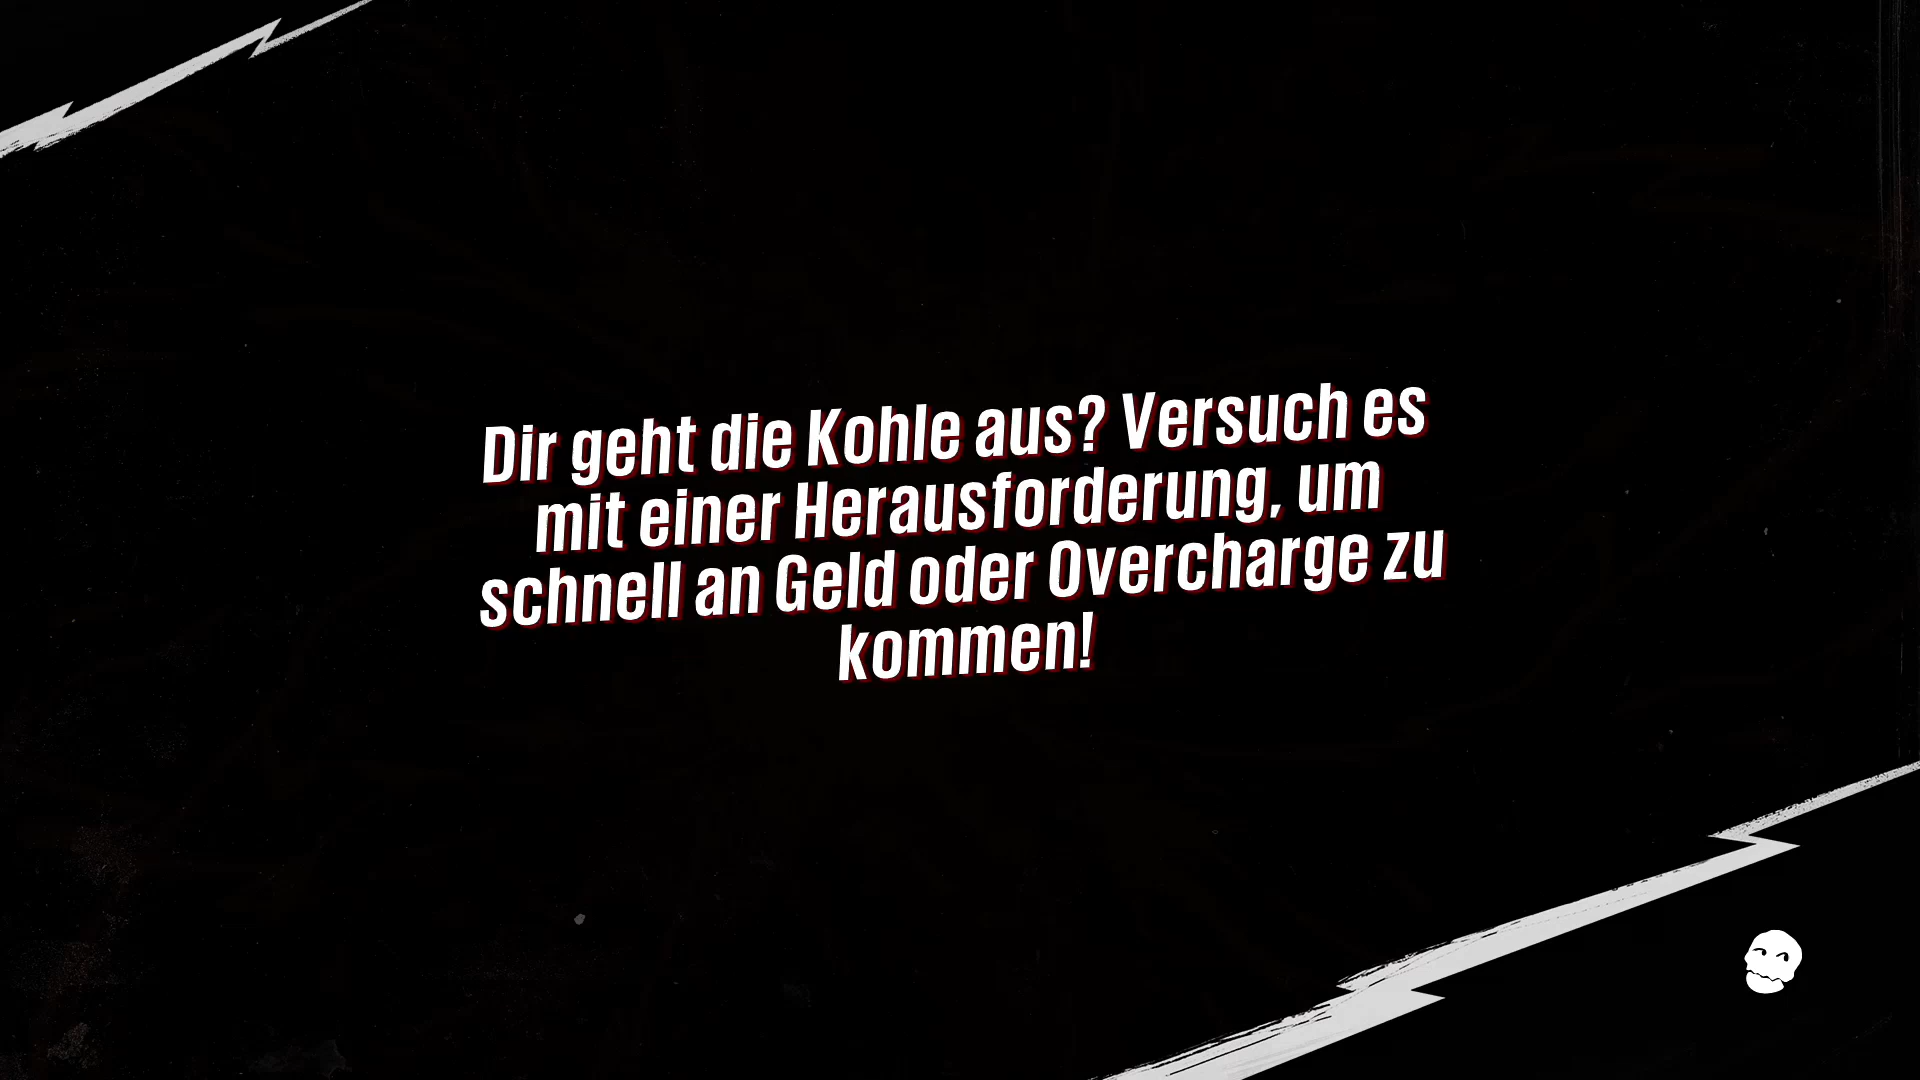 Dir geht die Kohle aus? Versuch es
mit einer Herausforderung, um
schnell an Geld oder Overcharge zu
kommen!